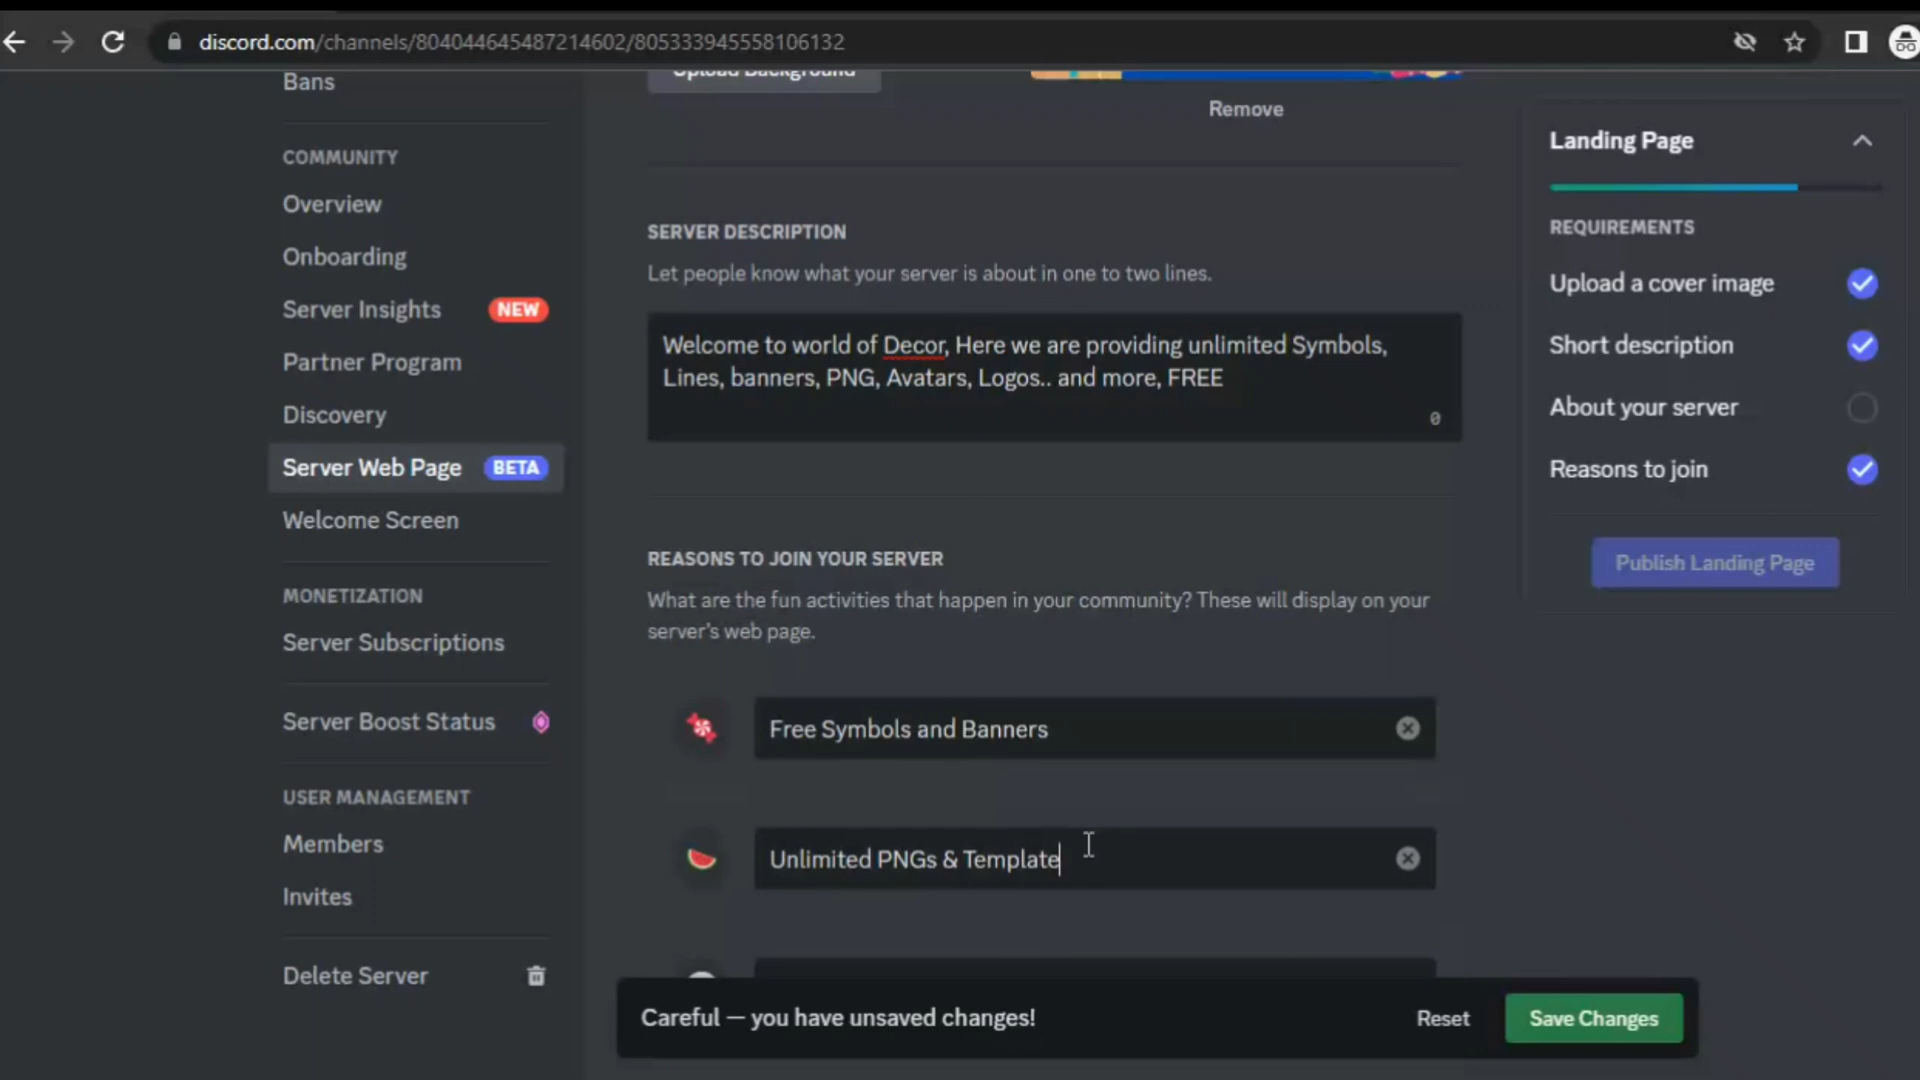 discord.com/channels/804044645487214602/805333945558106132
Bans
COMMUNITY
Overview
Onboarding
Server Insights NEW
Partner Program
Discovery
Server Web Page BETA
Welcome Screen
MONETIZATION
Server Subscriptions
Server Boost Status
USER MANAGEMENT
Members
Invites
Delete Server
Upload Background
Remove
SERVER DESCRIPTION
Let people know what your server is about in one to two lines.
Welcome to world of Decor, Here we are providing unlimited Symbols,
Lines, banners, PNG, Avatars, Logos.. and more, FREE
0
REASONS TO JOIN YOUR SERVER
What are the fun activities that happen in your community? These will display on your
server's web page.
Free Symbols and Banners
Unlimited PNGs & Template
Careful — you have unsaved changes!
Reset
Save Changes
Landing Page
REQUIREMENTS
Upload a cover image
Short description
About your server
Reasons to join
Publish Landing Page